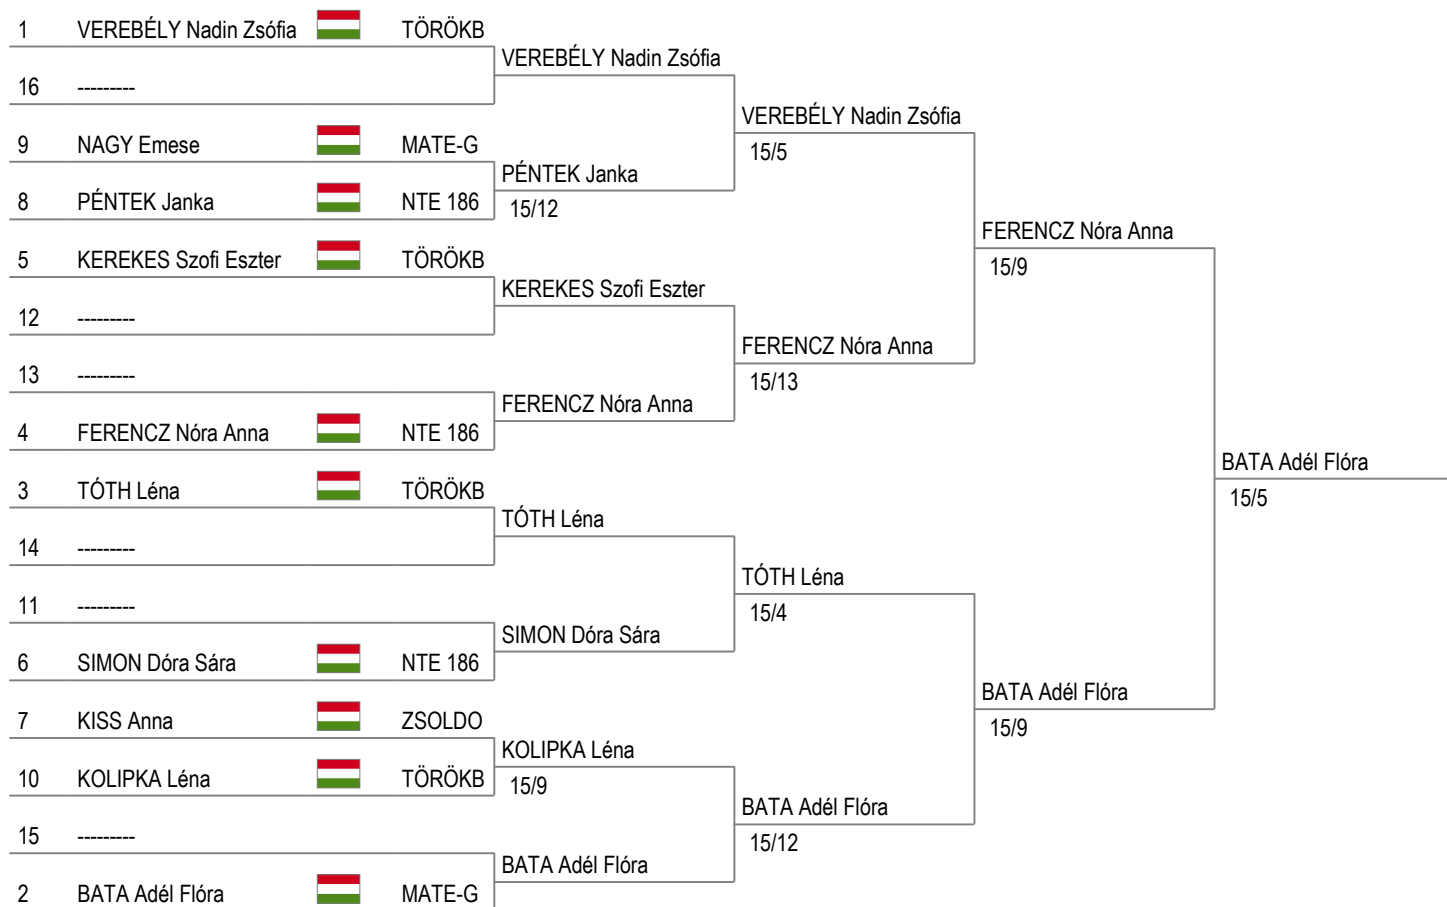 1 VEREBÉLY Nadin Zsófia TÖRÖKB
VEREBÉLY Nadin Zsófia
16 ---------
VEREBÉLY Nadin Zsófia
15/5
9 NAGY Emese MATE-G
PÉNTEK Janka
15/12
8 PÉNTEK Janka NTE 186
FERENCZ Nóra Anna
15/9
5 KEREKES Szofi Eszter TÖRÖKB
KEREKES Szofi Eszter
12 ---------
FERENCZ Nóra Anna
15/13
13 ---------
FERENCZ Nóra Anna
4 FERENCZ Nóra Anna NTE 186
BATA Adél Flóra
15/5
3 TÓTH Léna TÖRÖKB
TÓTH Léna
14 ---------
TÓTH Léna
15/4
11 ---------
SIMON Dóra Sára
6 SIMON Dóra Sára NTE 186
BATA Adél Flóra
15/9
7 KISS Anna ZSOLDO
KOLIPKA Léna
15/9
10 KOLIPKA Léna TÖRÖKB
BATA Adél Flóra
15/12
15 ---------
BATA Adél Flóra
2 BATA Adél Flóra MATE-G